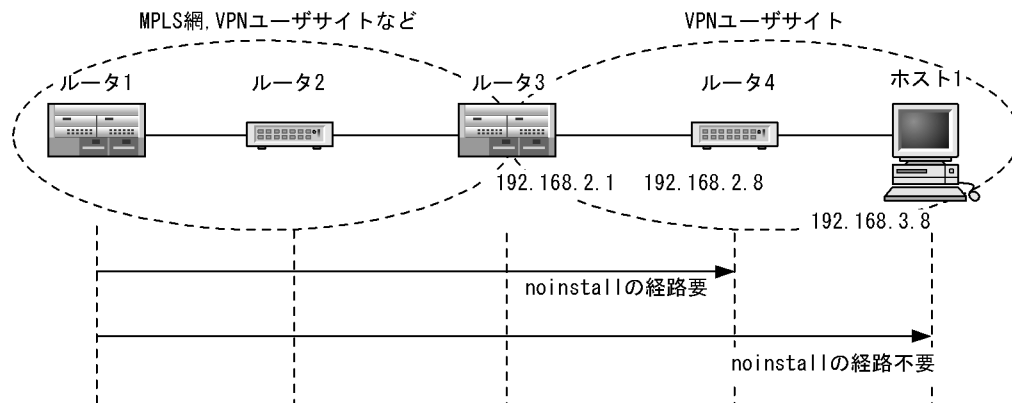 MPLS網,VPNユーザサイトなど
VPNユーザサイト
ルータ1
ルータ2
ルータ3
ルータ4
ホスト1
192.168.2.1
192.168.2.8
192.168.3.8
noinstallの経路要
noinstallの経路不要